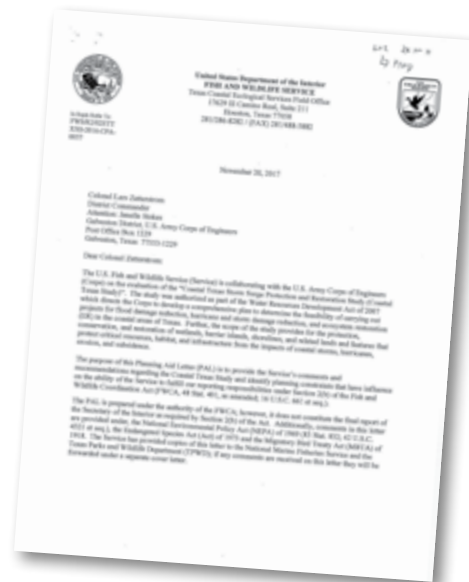 United States Department of the Interior
FISH AND WILDLIFE SERVICE
Texas Coastal Ecological Services Field Office
17629 El Camino Real, Suite 211
Houston, Texas 77058
281/286-8282 / (FAX) 281/488-5882
In Reply Refer To:
November 20, 2017
Colonel Lars Zetterstrom
District Commander
Attention: Janelle Stokes
Galveston District, U.S. Army Corps of Engineers
Post Office Box 1229
Galveston, Texas 77553-1229
Dear Colonel Zetterstrom:
The U.S. Fish and Wildlife Service (Service) is collaborating with the U.S. Army Corps of Engineers
(Corps) on the evaluation of the "Coastal Texas Storm Surge Protection and Restoration Study (Coastal
Texas Study)". The study was authorized as part of the Water Resources Development Act of 2007
which directs the Corps to develop a comprehensive plan to determine the feasibility of carrying out
projects for flood damage reduction, hurricane and storm damage reduction, and ecosystem restoration
(ER) in the coastal areas of Texas. Further, the scope of the study provides for the protection,
conservation, and restoration of wetlands, barrier islands, shorelines, and related lands and features that
protect critical resources, habitat, and infrastructure from the impacts of coastal storms, hurricanes,
erosion, and subsidence.
The purpose of this Planning Aid Letter (PAL) is to provide the Service's comments and
recommendations regarding the Coastal Texas Study and identify planning constraints that have influence
on the ability of the Service to fulfill our reporting responsibilities under Section 2(b) of the Fish and
Wildlife Coordination Act (FWCA, 48 Stat. 401, as amended; 16 U.S.C. 661 et seq.).
The PAL is prepared under the authority of the FWCA; however, it does not constitute the final report of
the Secretary of the Interior as required by Section 2(b) of the Act. Additionally, comments in this letter
are provided under, the National Environmental Policy Act (NEPA) of 1969 (83 Stat. 852; 42 U.S.C.
4321 et seq.), the Endangered Species Act (Act) of 1973 and the Migratory Bird Treaty Act (MBTA) of
1918. The Service has provided copies of this letter to the National Marine Fisheries Service and the
Texas Parks and Wildlife Department (TPWD); if any comments are received on this letter they will be
forwarded under a separate cover letter.